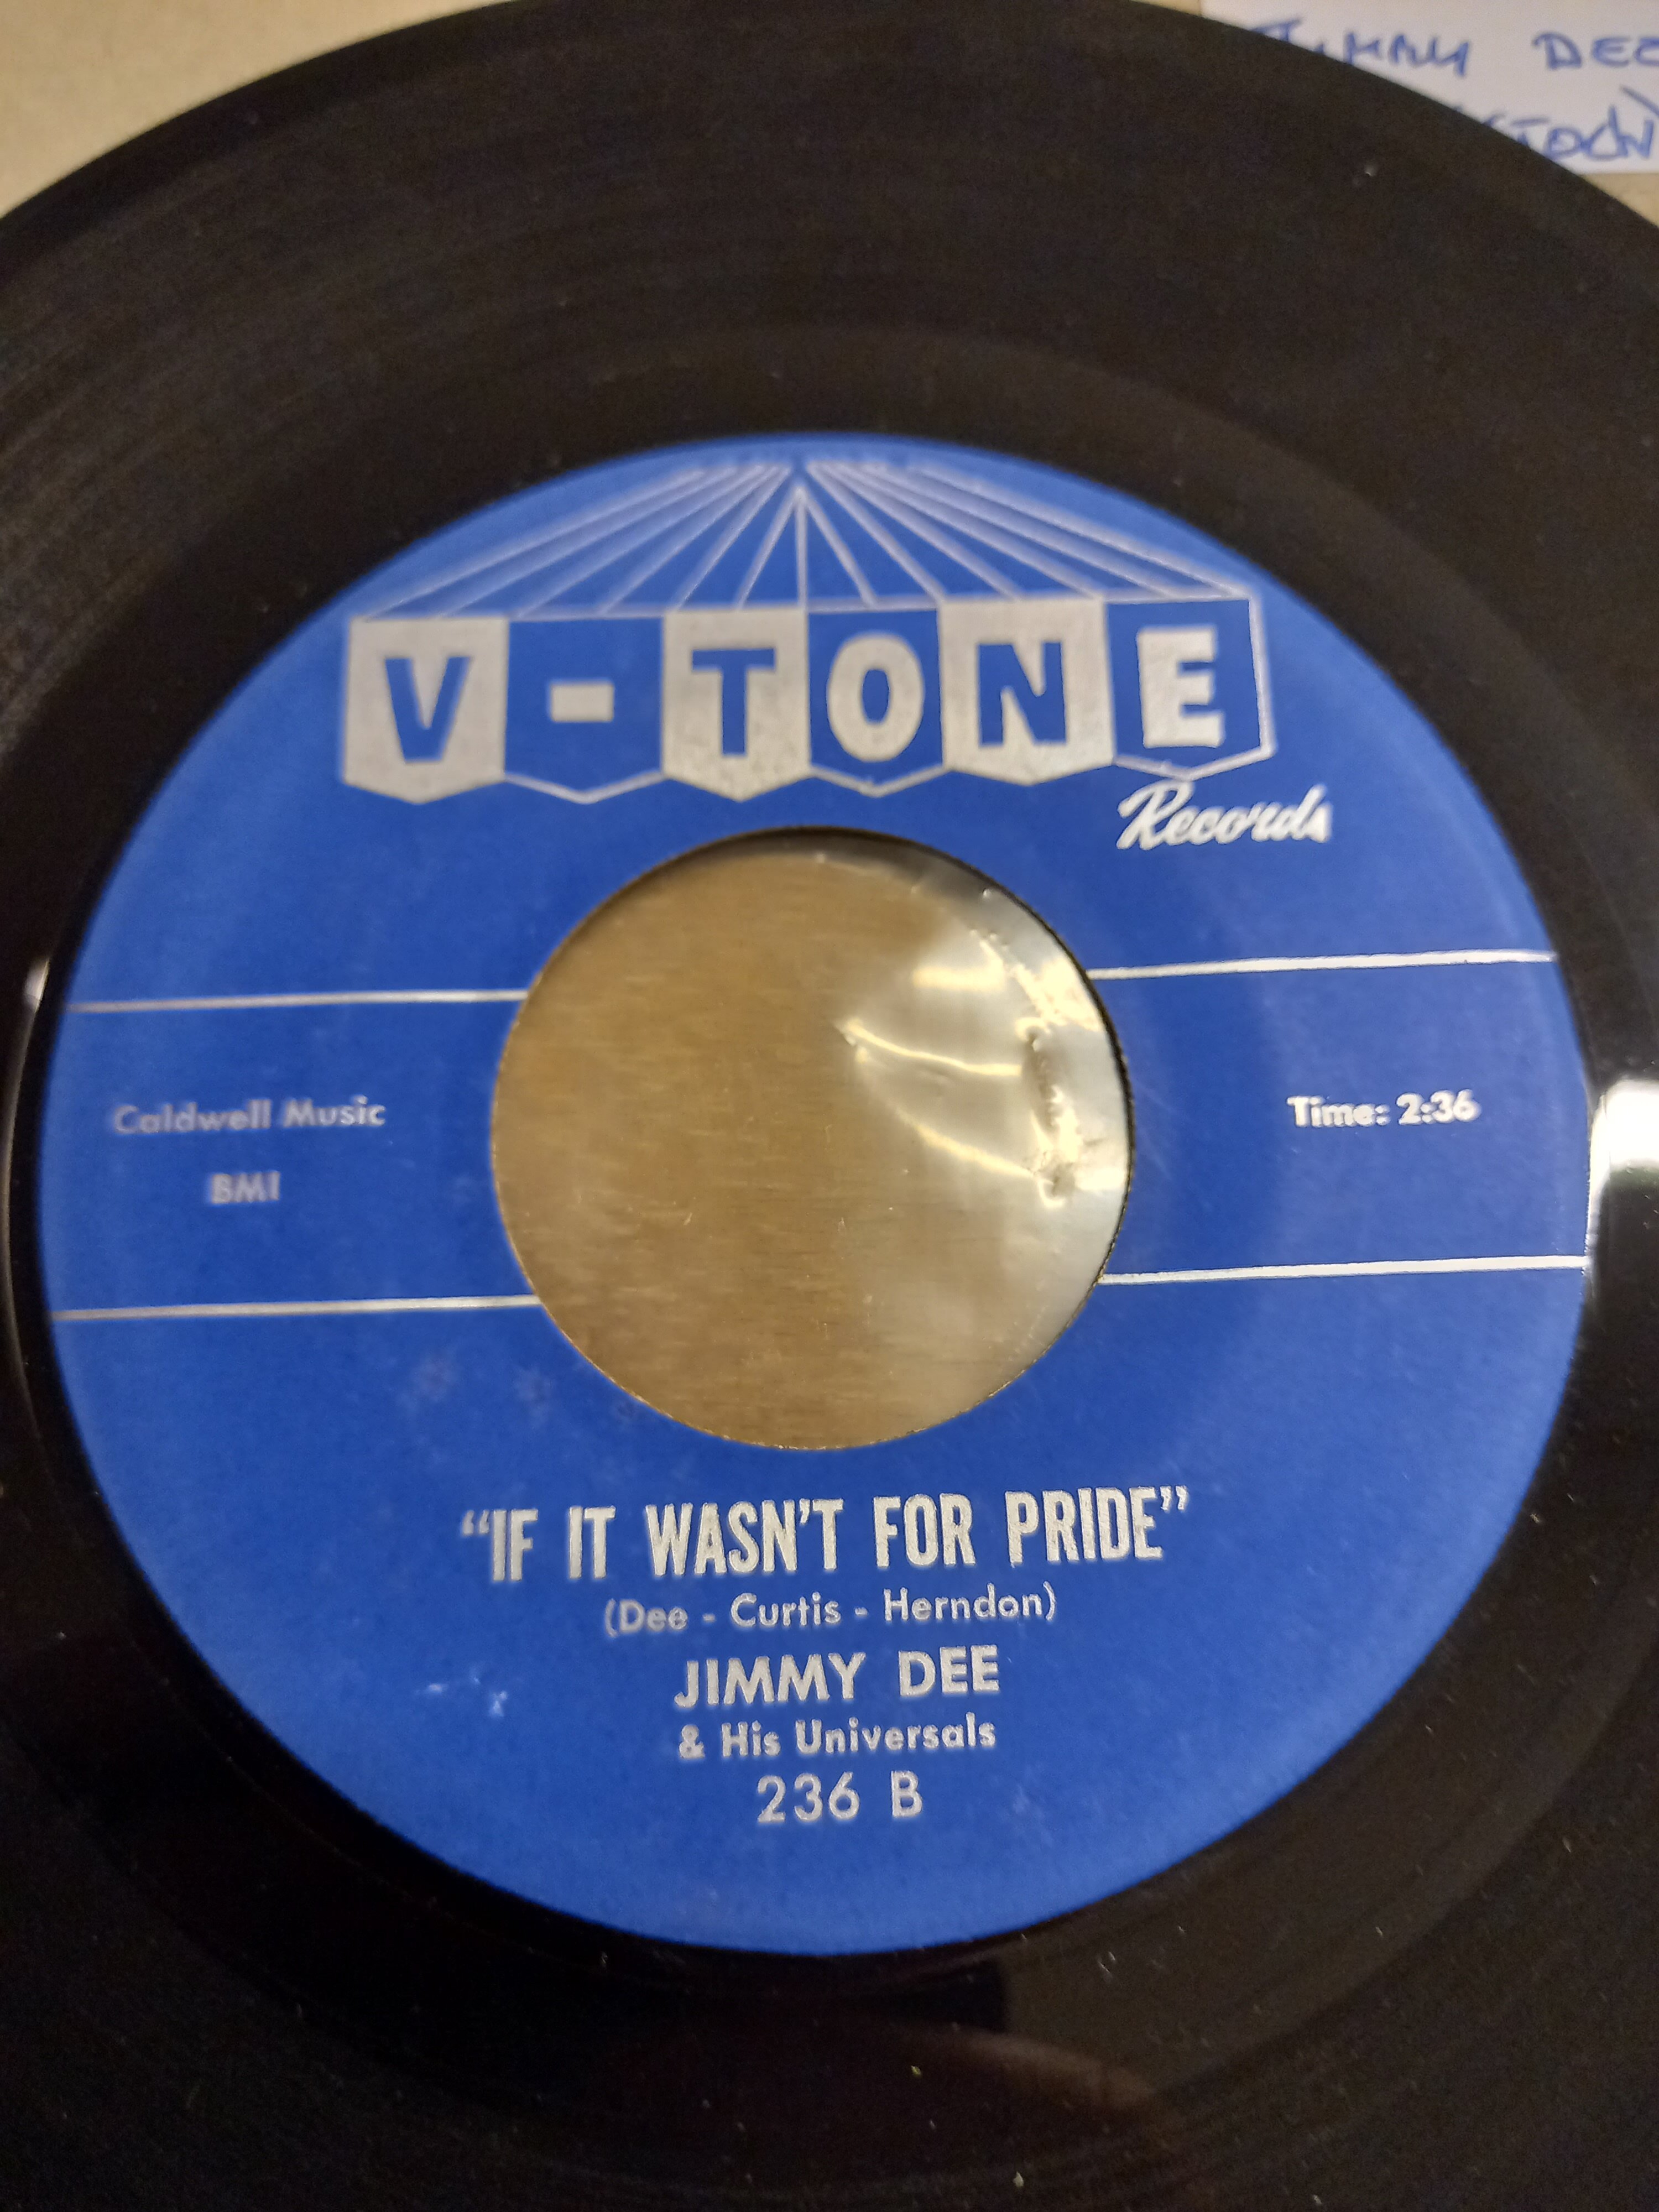 DEE
V-TONE
Records
Caldwell Music
BMI
Time: 2:36
"IF IT WASN'T FOR PRIDE"
(Dee - Curtis - Herndon)
JIMMY DEE
& His Universals
236 B